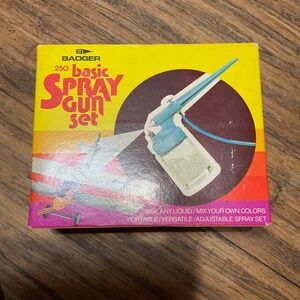 BADGER
250 basic
SPRAY
GUN
set
USE ANY LIQUID/MIX YOUR OWN COLORS
PORTABLE/VERSATILE/ADJUSTABLE SPRAY SET